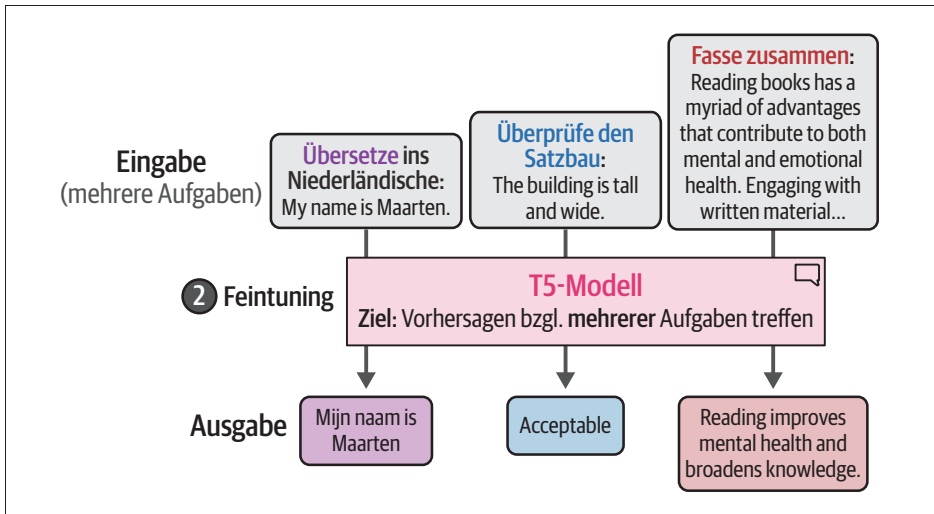 Eingabe
(mehrere Aufgaben)
Übersetze ins
Niederländische:
My name is Maarten.
Überprüfe den
Satzbau:
The building is tall
and wide.
Fasse zusammen:
Reading books has a
myriad of advantages
that contribute to both
mental and emotional
health. Engaging with
written material...
2 Feintuning
T5-Modell
Ziel: Vorhersagen bzgl. mehrerer Aufgaben treffen
Ausgabe
Mijn naam is
Maarten
Acceptable
Reading improves
mental health and
broadens knowledge.